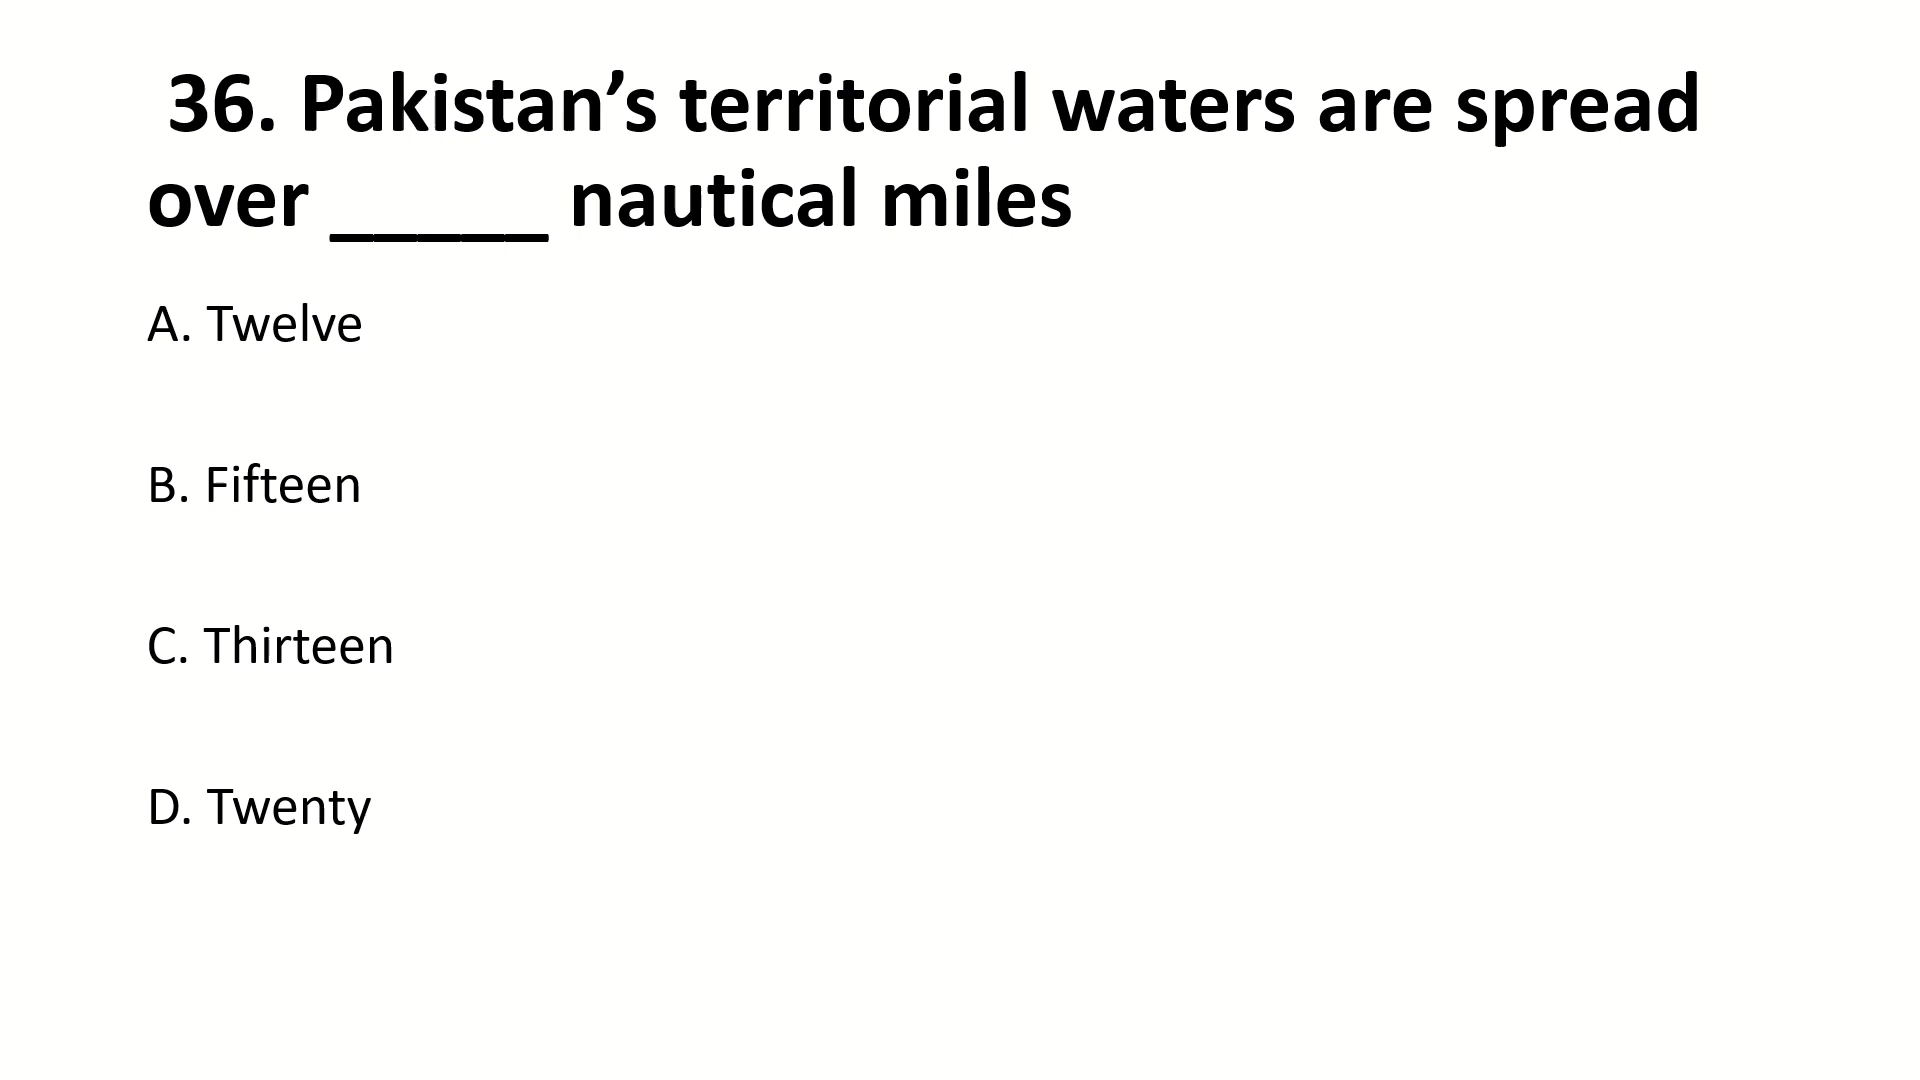 36. Pakistan’s territorial waters are spread
over _____ nautical miles
A. Twelve
B. Fifteen
C. Thirteen
D. Twenty